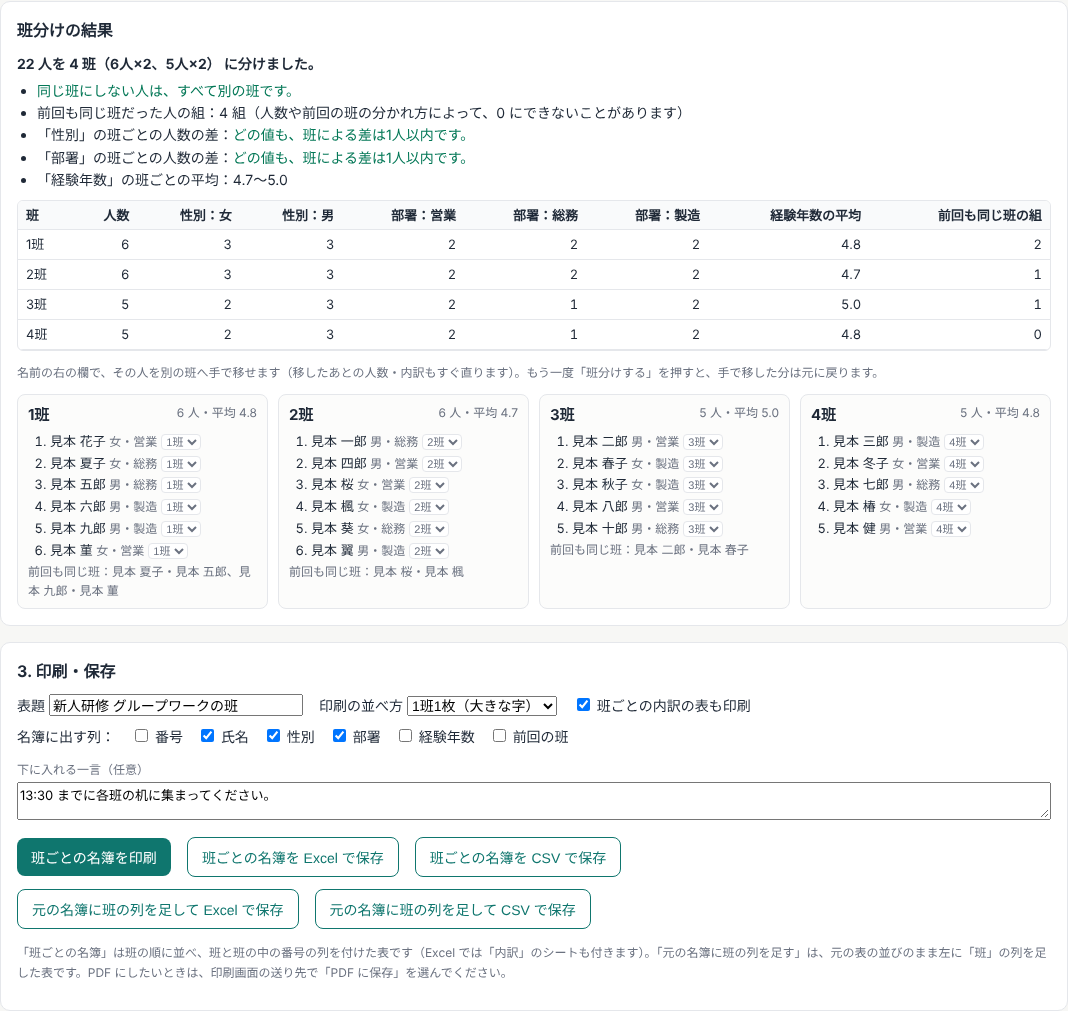 班分けの結果
22 人を 4 班（6人×2、5人×2） に分けました。
同じ班にしない人は、すべて別の班です。
前回も同じ班だった人の組：4 組（人数や前回の班の分かれ方によって、0 にできないことがあります）
「性別」の班ごとの人数の差：どの値も、班による差は1人以内です。
「部署」の班ごとの人数の差：どの値も、班による差は1人以内です。
「経験年数」の班ごとの平均：4.7〜5.0
班 人数 性別：女 性別：男 部署：営業 部署：総務 部署：製造 経験年数の平均 前回も同じ班の組
1班 6 3 3 2 2 2 4.8 2
2班 6 3 3 2 2 2 4.7 1
3班 5 2 3 2 1 2 5.0 1
4班 5 2 3 2 1 2 4.8 0
名前の右の欄で、その人を別の班へ手で移せます（移したあとの人数・内訳もすぐ直ります）。もう一度「班分けする」を押すと、手で移した分は元に戻ります。
1班 6 人・平均 4.8
1. 見本 花子 女・営業 1班
2. 見本 夏子 女・総務 1班
3. 見本 五郎 男・総務 1班
4. 見本 六郎 男・製造 1班
5. 見本 九郎 男・製造 1班
6. 見本 菫 女・営業 1班
前回も同じ班：見本 夏子・見本 五郎、見
本 九郎・見本 菫
2班 6 人・平均 4.7
1. 見本 一郎 男・総務 2班
2. 見本 四郎 男・営業 2班
3. 見本 桜 女・営業 2班
4. 見本 楓 女・製造 2班
5. 見本 葵 女・総務 2班
6. 見本 翼 男・製造 2班
前回も同じ班：見本 桜・見本 楓
3班 5 人・平均 5.0
1. 見本 二郎 男・営業 3班
2. 見本 春子 女・製造 3班
3. 見本 秋子 女・製造 3班
4. 見本 八郎 男・営業 3班
5. 見本 十郎 男・総務 3班
前回も同じ班：見本 二郎・見本 春子
4班 5 人・平均 4.8
1. 見本 三郎 男・製造 4班
2. 見本 冬子 女・営業 4班
3. 見本 七郎 男・総務 4班
4. 見本 椿 女・製造 4班
5. 見本 健 男・営業 4班
3. 印刷・保存
表題 新人研修 グループワークの班 印刷の並べ方 1班1枚（大きな字） 班ごとの内訳の表も印刷
名簿に出す列： 番号 氏名 性別 部署 経験年数 前回の班
下に入れる一言（任意）
13:30 までに各班の机に集まってください。
班ごとの名簿を印刷 班ごとの名簿を Excel で保存 班ごとの名簿を CSV で保存
元の名簿に班の列を足して Excel で保存 元の名簿に班の列を足して CSV で保存
「班ごとの名簿」は班の順に並べ、班と班の中の番号の列を付けた表です（Excel では「内訳」のシートも付きます）。「元の名簿に班の列を足す」は、元の表の並びのまま左に「班」の列を足
した表です。PDF にしたいときは、印刷画面の送り先で「PDF に保存」を選んでください。